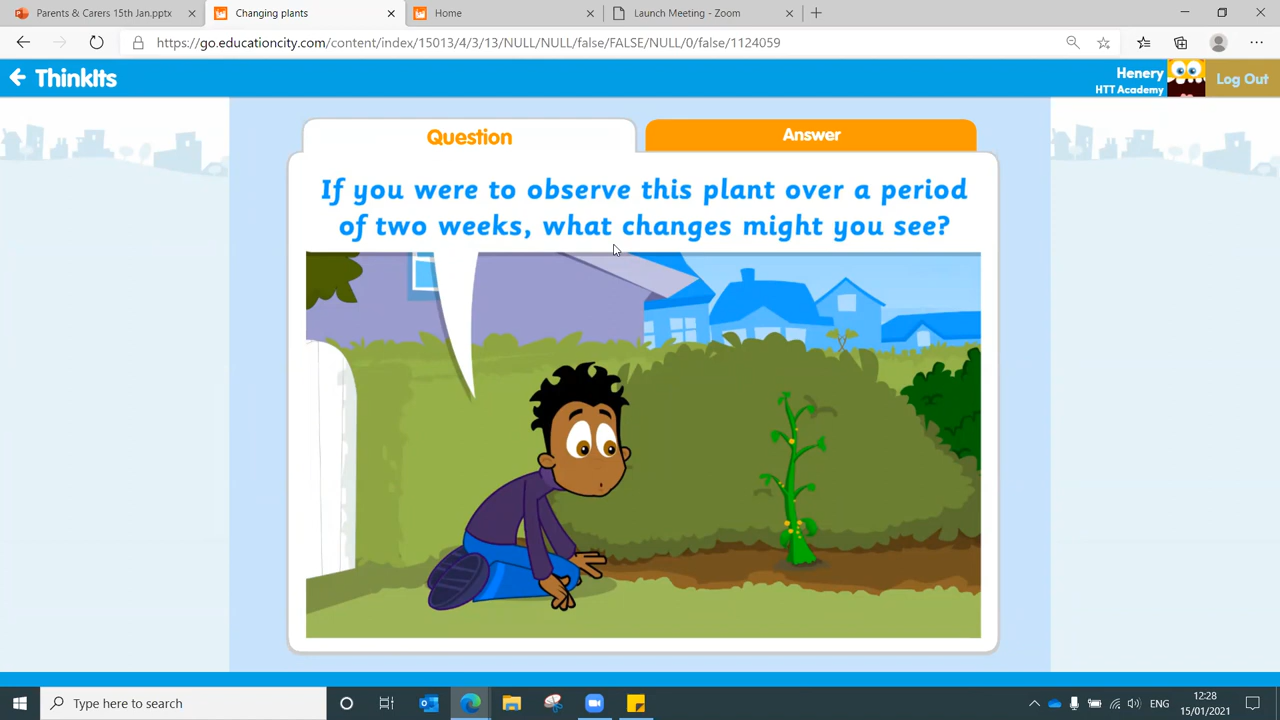 Parents & Carers 15th Jan.pptx
Changing plants
Home
Launch Meeting - Zoom
https://go.educationcity.com/content/index/15013/4/3/13/NULL/NULL/false/FALSE/NULL/0/false/1124059
ThinkIts
Henery
HTT Academy
Log Out
Question
Answer
If you were to observe this plant over a period
of two weeks, what changes might you see?
Type here to search
ENG
12:28
15/01/2021